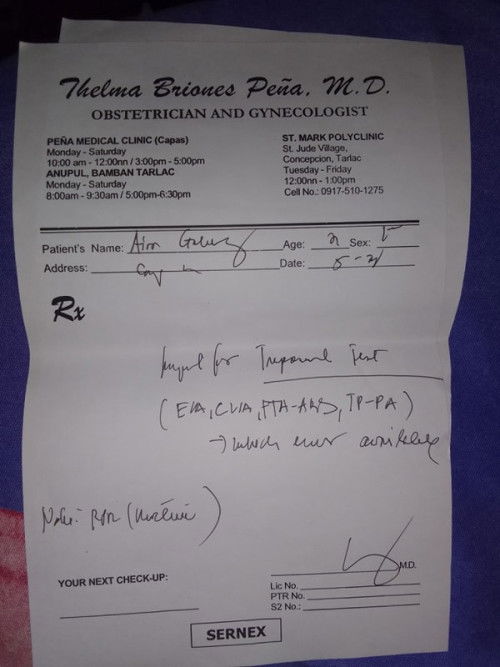 Thelma Briones Peña, M.D.
OBSTETRICIAN AND GYNECOLOGIST
PEÑA MEDICAL CLINIC (Capas)
Monday - Saturday
10:00 am - 12:00nn / 3:00pm - 5:00pm
ANUPUL, BAMBAN TARLAC
Monday - Saturday
8:00am - 9:30am / 5:00pm-6:30pm
ST. MARK POLYCLINIC
St. Jude Village,
Concepcion, Tarlac
Tuesday - Friday
12:00nn - 1:00pm
Cell No.: 0917-510-1275
Patient's Name:
Age: Sex: F
Address:
Date:
Rx
for Treponemal Test
(EIA, CLIA, FTA-ABS, TP-PA)
→ which ever available
Note: RPR
YOUR NEXT CHECK-UP:
M.D.
Lic No.
PTR No.
S2 No.:
SERNEX